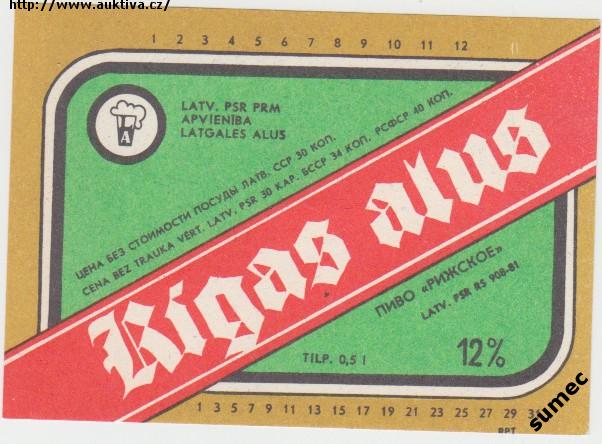 http://www.auktiva.cz/
1 2 3 4 5 6 7 8 9 10 11 12
LATV. PSR PRM
APVIENĪBA
LATGALES ALUS
A
ЦЕНА БЕЗ СТОИМОСТИ ПОСУДЫ ЛАТВ. ССР 30 КОП.
CENA BEZ TRAUKA VĒRT. LATV. PSR 30 KAP. БССР 34 КОП. РСФСР 40 КОП.
Rīgas alus
ПИВО «РИЖСКОЕ»
LATV. PSR RS 908-81
TILP. 0,5 l
12%
1 3 5 7 9 11 13 15 17 19 21 23 25 27 29
RPT
sumec